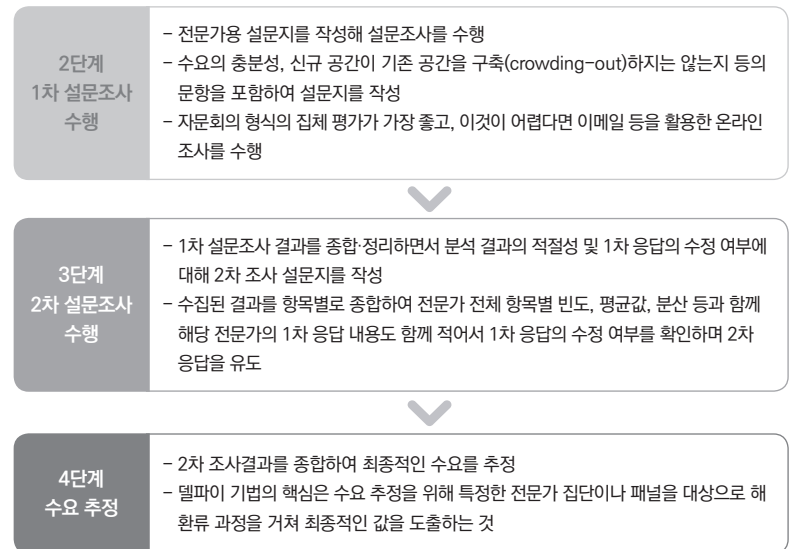 2단계
1차 설문조사
수행
- 전문가용 설문지를 작성해 설문조사를 수행
- 수요의 충분성, 신규 공간이 기존 공간을 구축(crowding-out)하지는 않는지 등의
문항을 포함하여 설문지를 작성
- 자문회의 형식의 집체 평가가 가장 좋고, 이것이 어렵다면 이메일 등을 활용한 온라인
조사를 수행
3단계
2차 설문조사
수행
- 1차 설문조사 결과를 종합·정리하면서 분석 결과의 적절성 및 1차 응답의 수정 여부에
대해 2차 조사 설문지를 작성
- 수집된 결과를 항목별로 종합하여 전문가 전체 항목별 빈도, 평균값, 분산 등과 함께
해당 전문가의 1차 응답 내용도 함께 적어서 1차 응답의 수정 여부를 확인하며 2차
응답을 유도
4단계
수요 추정
- 2차 조사결과를 종합하여 최종적인 수요를 추정
- 델파이 기법의 핵심은 수요 추정을 위해 특정한 전문가 집단이나 패널을 대상으로 해
환류 과정을 거쳐 최종적인 값을 도출하는 것